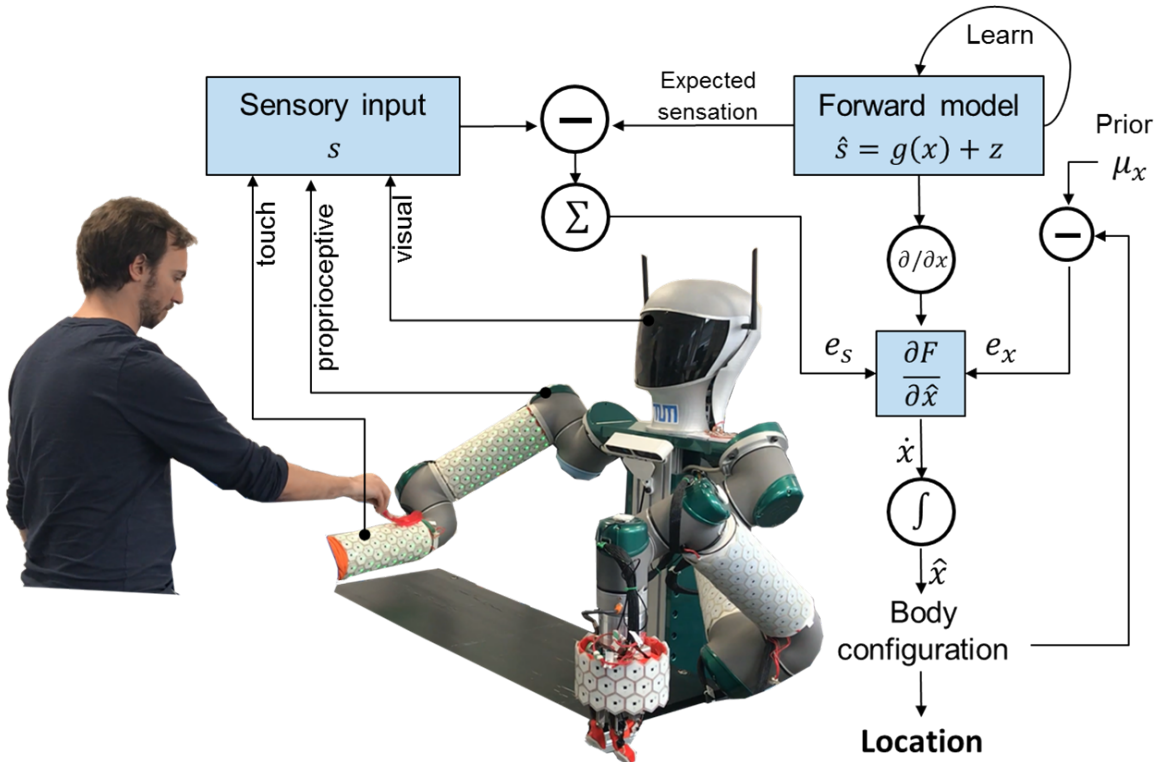 Learn
Sensory input
s
−
Expected
sensation
Forward model
ŝ = g(x) + z
Prior
μₓ
touch
proprioceptive
visual
Σ
−
∂/∂x
eₛ
∂F
∂x̂
eₓ
TUM
ẋ
∫
x̂
Body
configuration
Location